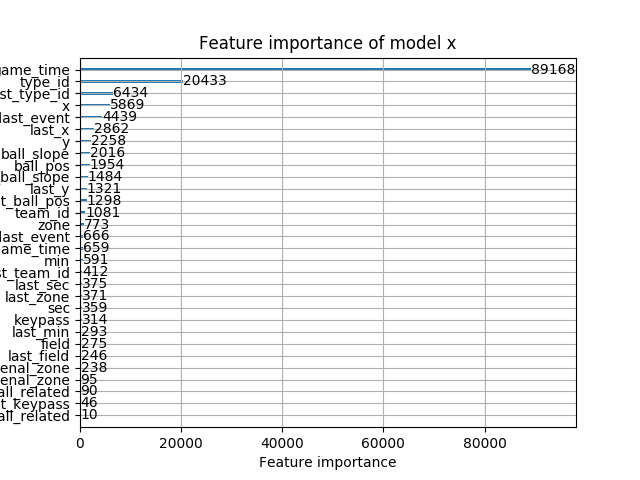 Feature importance of model x
ame_time 89168
type_id 20433
st_type_id 6434
x 5869
last_event 4439
last_x 2862
y 2258
ball_slope 2016
ball_pos 1954
ball_slope 1484
last_y 1321
t_ball_pos 1298
team_id 1081
zone 773
last_event 666
ame_time 659
min 591
st_team_id 412
last_sec 375
last_zone 371
sec 359
keypass 314
last_min 293
field 275
last_field 246
enal_zone 238
enal_zone 95
all_related 90
t_keypass 46
all_related 10
0 20000 40000 60000 80000
Feature importance